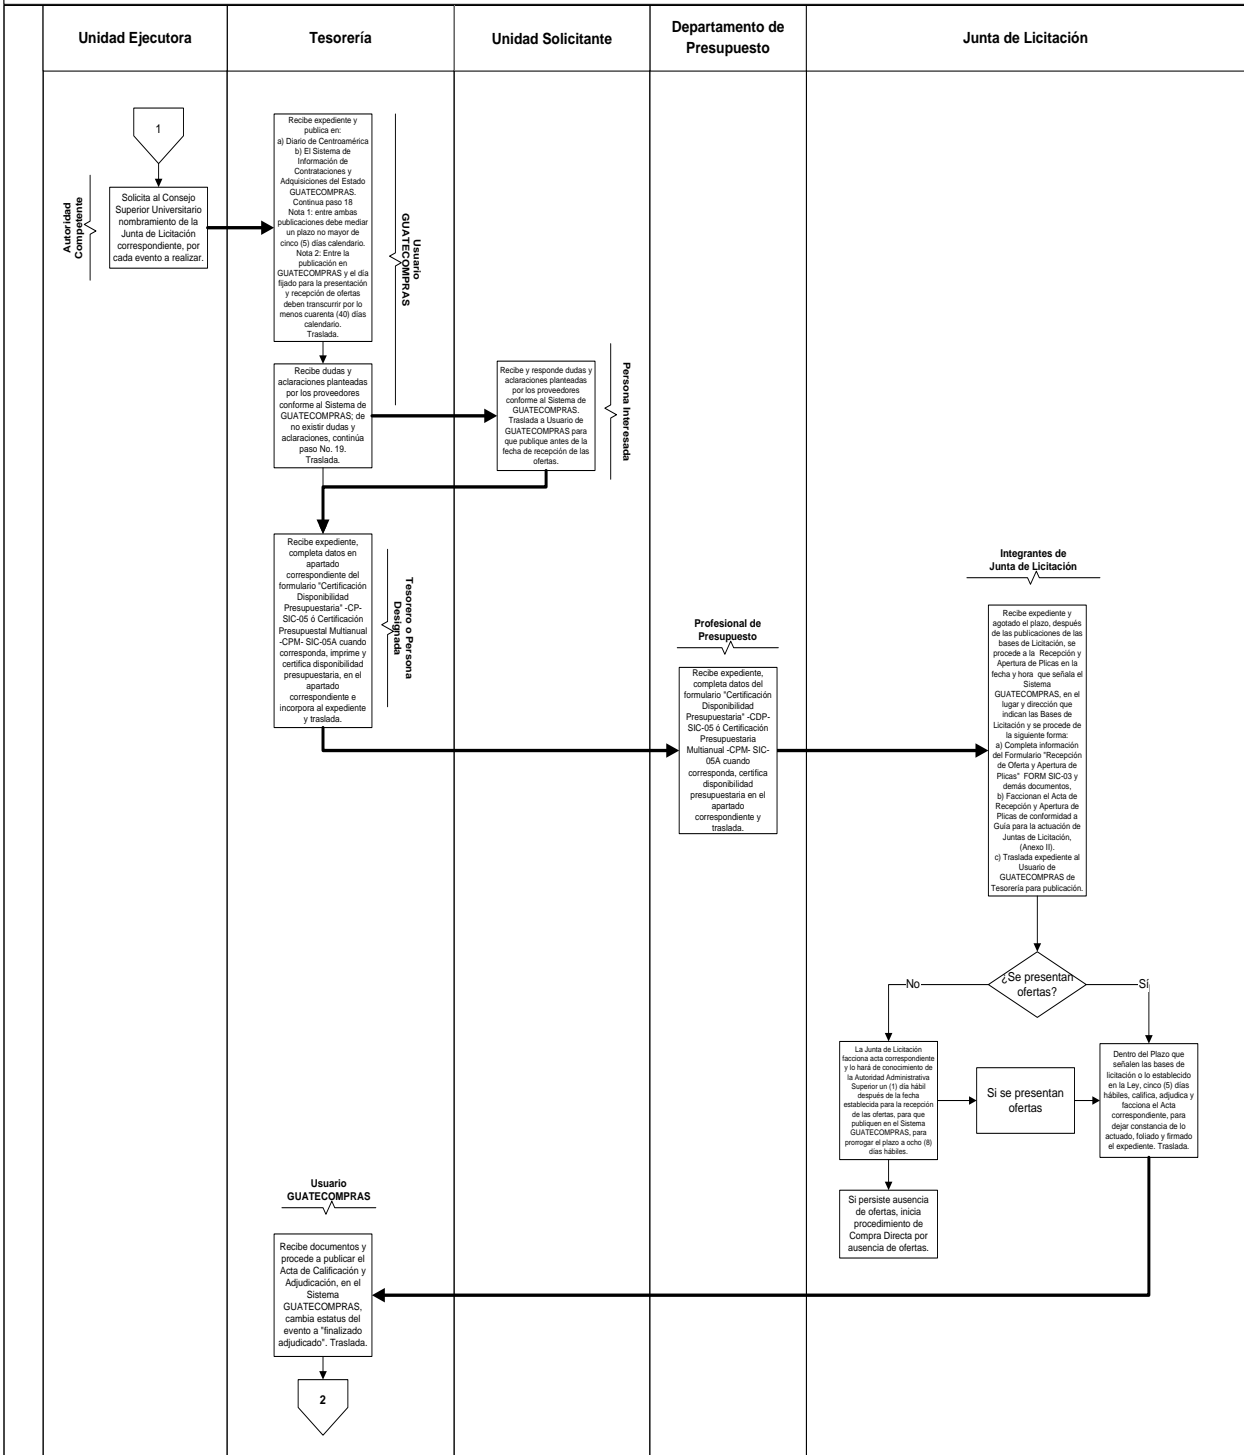 Unidad Ejecutora
Tesorería
Unidad Solicitante
Departamento de
Presupuesto
Junta de Licitación
1
Autoridad
Competente
Solicita al Consejo
Superior Universitario
nombramiento de la
Junta de Licitación
correspondiente, por
cada evento a realizar.
Recibe expediente y
publica en:
a) Diario de Centroamérica
b) El Sistema de
Información de
Contrataciones y
Adquisiciones del Estado
GUATECOMPRAS.
Continua paso 18
Nota 1: entre ambas
publicaciones debe mediar
un plazo no mayor de
cinco (5) días calendario.
Nota 2: Entre la
publicación en
GUATECOMPRAS y el día
fijado para la presentación
y recepción de ofertas
deben transcurrir por lo
menos cuarenta (40) días
calendario.
Traslada.
Usuario
GUATECOMPRAS
Recibe dudas y
aclaraciones planteadas
por los proveedores
conforme al Sistema de
GUATECOMPRAS; de
no existir dudas y
aclaraciones, continúa
paso No. 19.
Traslada.
Recibe y responde dudas y
aclaraciones planteadas
por los proveedores
conforme al Sistema de
GUATECOMPRAS.
Traslada a Usuario de
GUATECOMPRAS para
que publique antes de la
fecha de recepción de las
ofertas.
Persona Interesada
Recibe expediente,
completa datos en
apartado
correspondiente del
formulario "Certificación
Disponibilidad
Presupuestaria" -CP-
SIC-05 ó Certificación
Presupuestal Multianual
-CPM- SIC-05A cuando
corresponda, imprime y
certifica disponibilidad
presupuestaria, en el
apartado
correspondiente e
incorpora al expediente
y traslada.
Tesorero o Persona
Designada
Profesional de
Presupuesto
Recibe expediente,
completa datos del
formulario "Certificación
Disponibilidad
Presupuestaria" -CDP-
SIC-05 ó Certificación
Presupuestaria
Multianual -CPM- SIC-
05A cuando
corresponda, certifica
disponibilidad
presupuestaria en el
apartado
correspondiente y
traslada.
Integrantes de
Junta de Licitación
Recibe expediente y
agotado el plazo, después
de las publicaciones de las
bases de Licitación, se
procede a la Recepción y
Apertura de Plicas en la
fecha y hora que señala el
Sistema
GUATECOMPRAS, en el
lugar y dirección que
indican las Bases de
Licitación y se procede de
la siguiente forma:
a) Completa información
del Formulario "Recepción
de Oferta y Apertura de
Plicas" FORM SIC-03 y
demás documentos,
b) Faccionan el Acta de
Recepción y Apertura de
Plicas de conformidad a
Guía para la actuación de
Juntas de Licitación,
(Anexo II).
c) Traslada expediente al
Usuario de
GUATECOMPRAS de
Tesorería para publicación.
¿Se presentan
ofertas?
No
Sí
La Junta de Licitación
facciona acta correspondiente
y lo hará de conocimiento de
la Autoridad Administrativa
Superior un (1) día hábil
después de la fecha
establecida para la recepción
de las ofertas, para que
publiquen en el Sistema
GUATECOMPRAS, para
prorrogar el plazo a ocho (8)
días hábiles.
Si se presentan
ofertas
Dentro del Plazo que
señalen las bases de
licitación o lo establecido
en la Ley, cinco (5) días
hábiles, califica, adjudica y
facciona el Acta
correspondiente, para
dejar constancia de lo
actuado, foliado y firmado
el expediente. Traslada.
Si persiste ausencia
de ofertas, inicia
procedimiento de
Compra Directa por
ausencia de ofertas.
Usuario
GUATECOMPRAS
Recibe documentos y
procede a publicar el
Acta de Calificación y
Adjudicación, en el
Sistema
GUATECOMPRAS,
cambia estatus del
evento a "finalizado
adjudicado". Traslada.
2